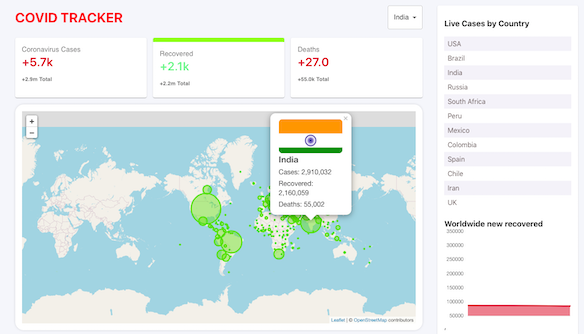 COVID TRACKER
India
Coronavirus Cases
+5.7k
+2.9m Total
Recovered
+2.1k
+2.2m Total
Deaths
+27.0
+55.0k Total
+
−
×
India
Cases: 2,910,032
Recovered:
2,160,059
Deaths: 55,002
Leaflet | © OpenStreetMap contributors
Live Cases by Country
USA
Brazil
India
Russia
South Africa
Peru
Mexico
Colombia
Spain
Chile
Iran
UK
Worldwide new recovered
350000
300000
250000
200000
150000
100000
50000